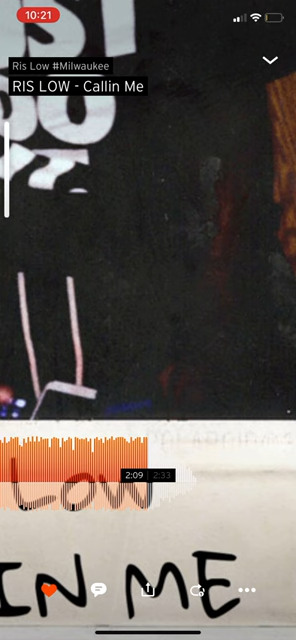 10:21
Ris Low #Milwaukee
RIS LOW - Callin Me
2:09 2:33
LOW
IN ME